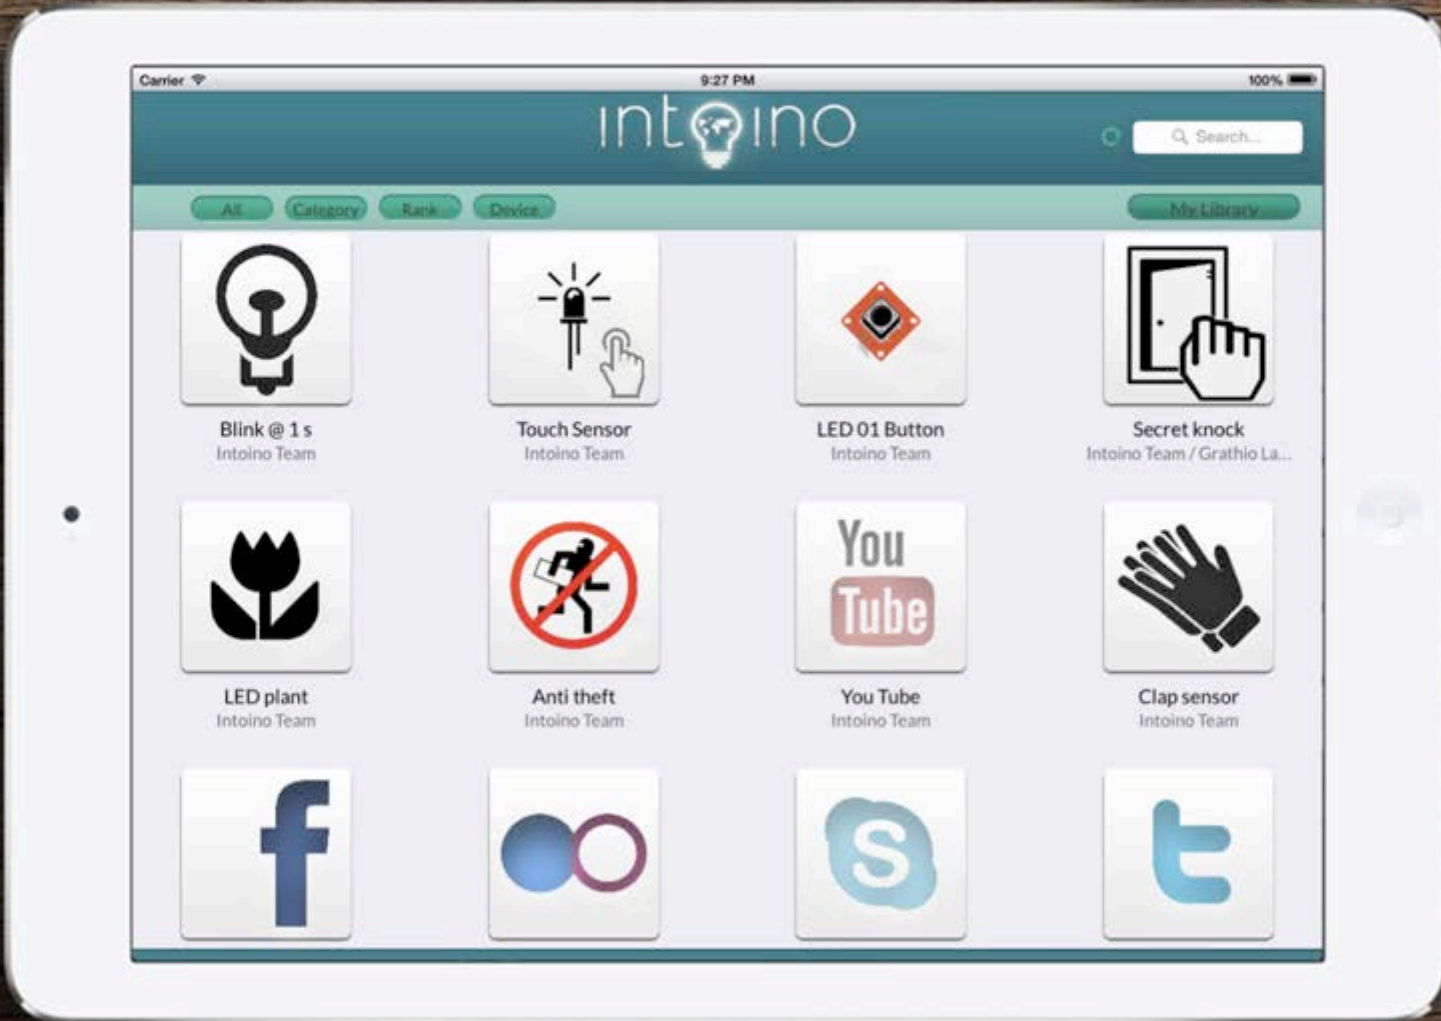 Carrier 9:27 PM 100%
intoino
Search...
All Category Rank Device My Library
Blink @ 1 s Touch Sensor LED 01 Button Secret knock
Intoino Team Intoino Team Intoino Team Intoino Team / Grathio La...
You
Tube
LED plant Anti theft You Tube Clap sensor
Intoino Team Intoino Team Intoino Team Intoino Team
f S t